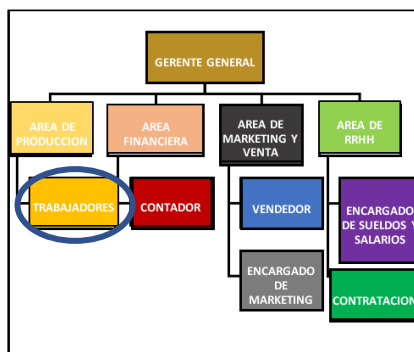 GERENTE GENERAL
AREA DE
PRODUCCION
AREA
FINANCIERA
AREA DE
MARKETING Y
VENTA
AREA DE
RRHH
TRABAJADORES
CONTADOR
VENDEDOR
ENCARGADO
DE SUELDOS Y
SALARIOS
ENCARGADO
DE
MARKETING
CONTRATACION